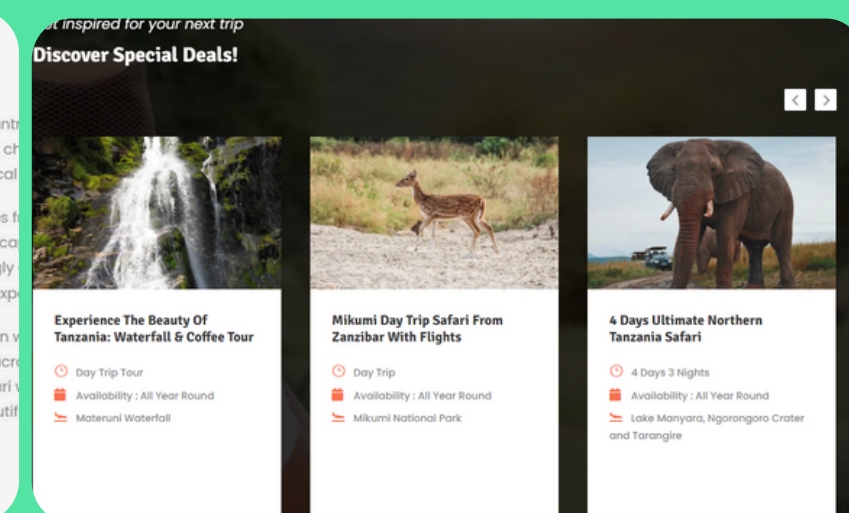 inspired for your next trip
Discover Special Deals!
Experience The Beauty Of
Tanzania: Waterfall & Coffee Tour
Day Trip Tour
Availability : All Year Round
Materuni Waterfall
Mikumi Day Trip Safari From
Zanzibar With Flights
Day Trip
Availability : All Year Round
Mikumi National Park
4 Days Ultimate Northern
Tanzania Safari
4 Days 3 Nights
Availability : All Year Round
Lake Manyara, Ngorongoro Crater
and Tarangire